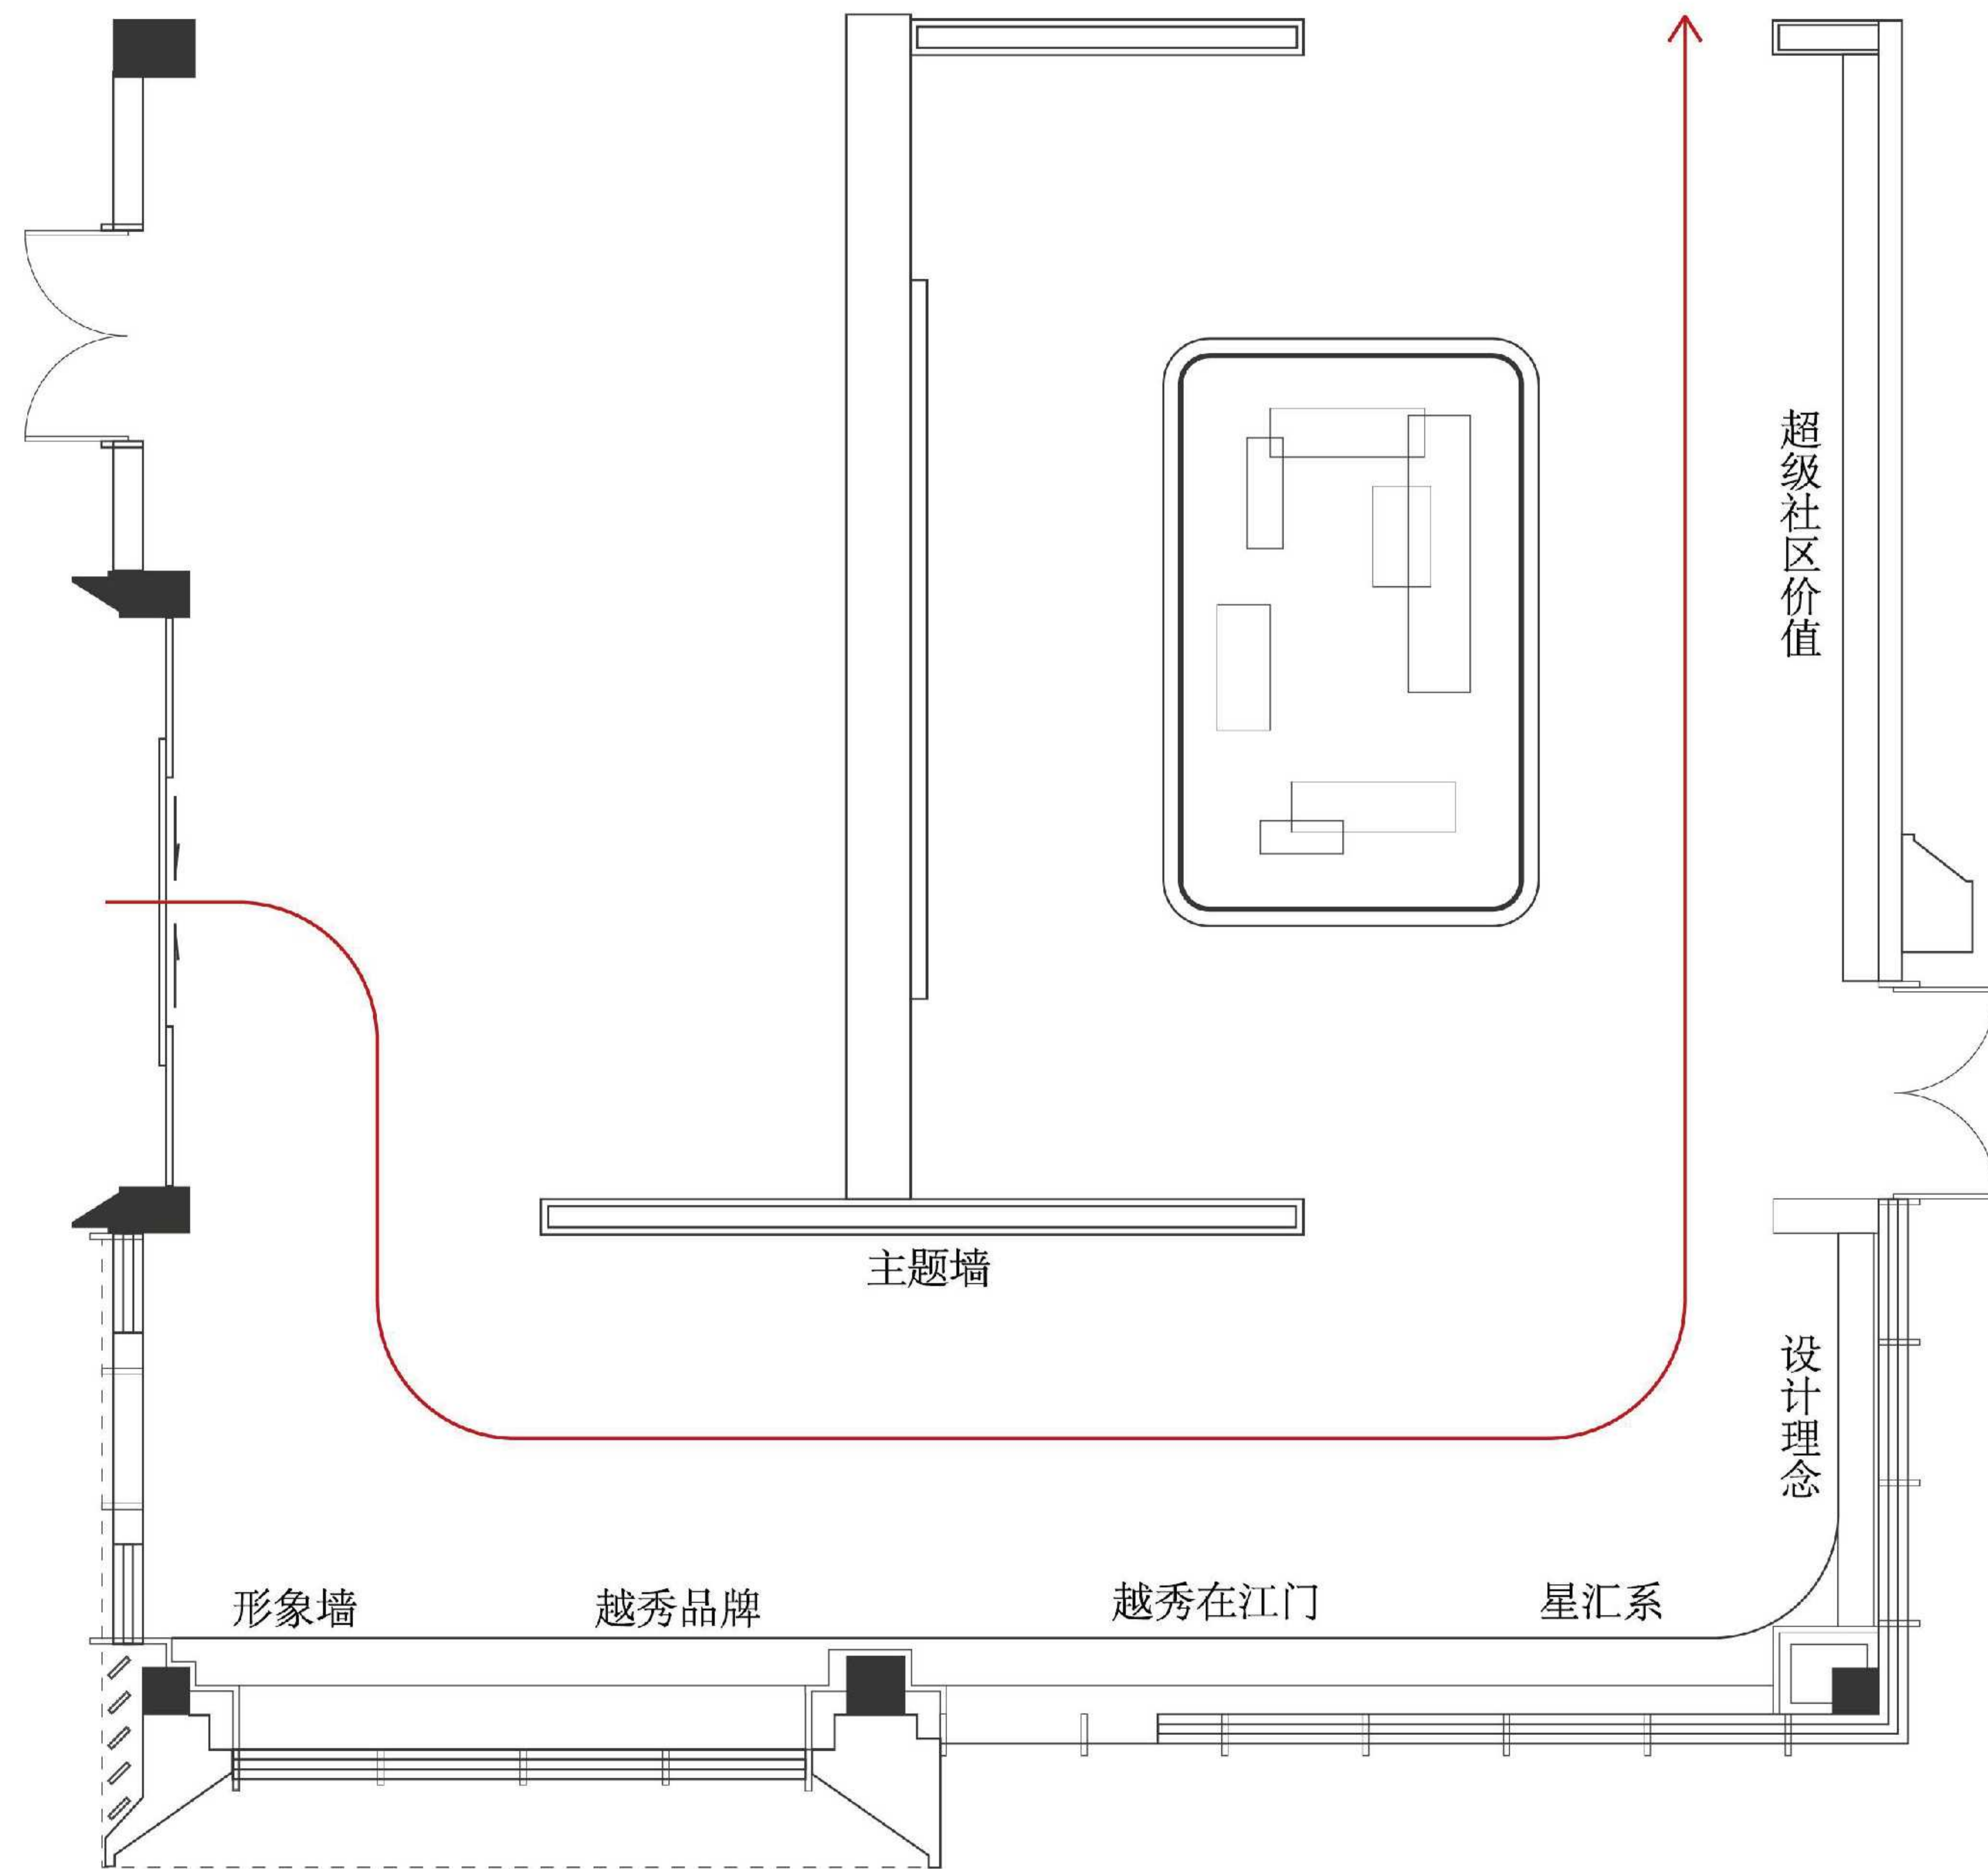 超级社区价值
主题墙
设计理念
形象墙
越秀品牌
越秀在江门
星汇系